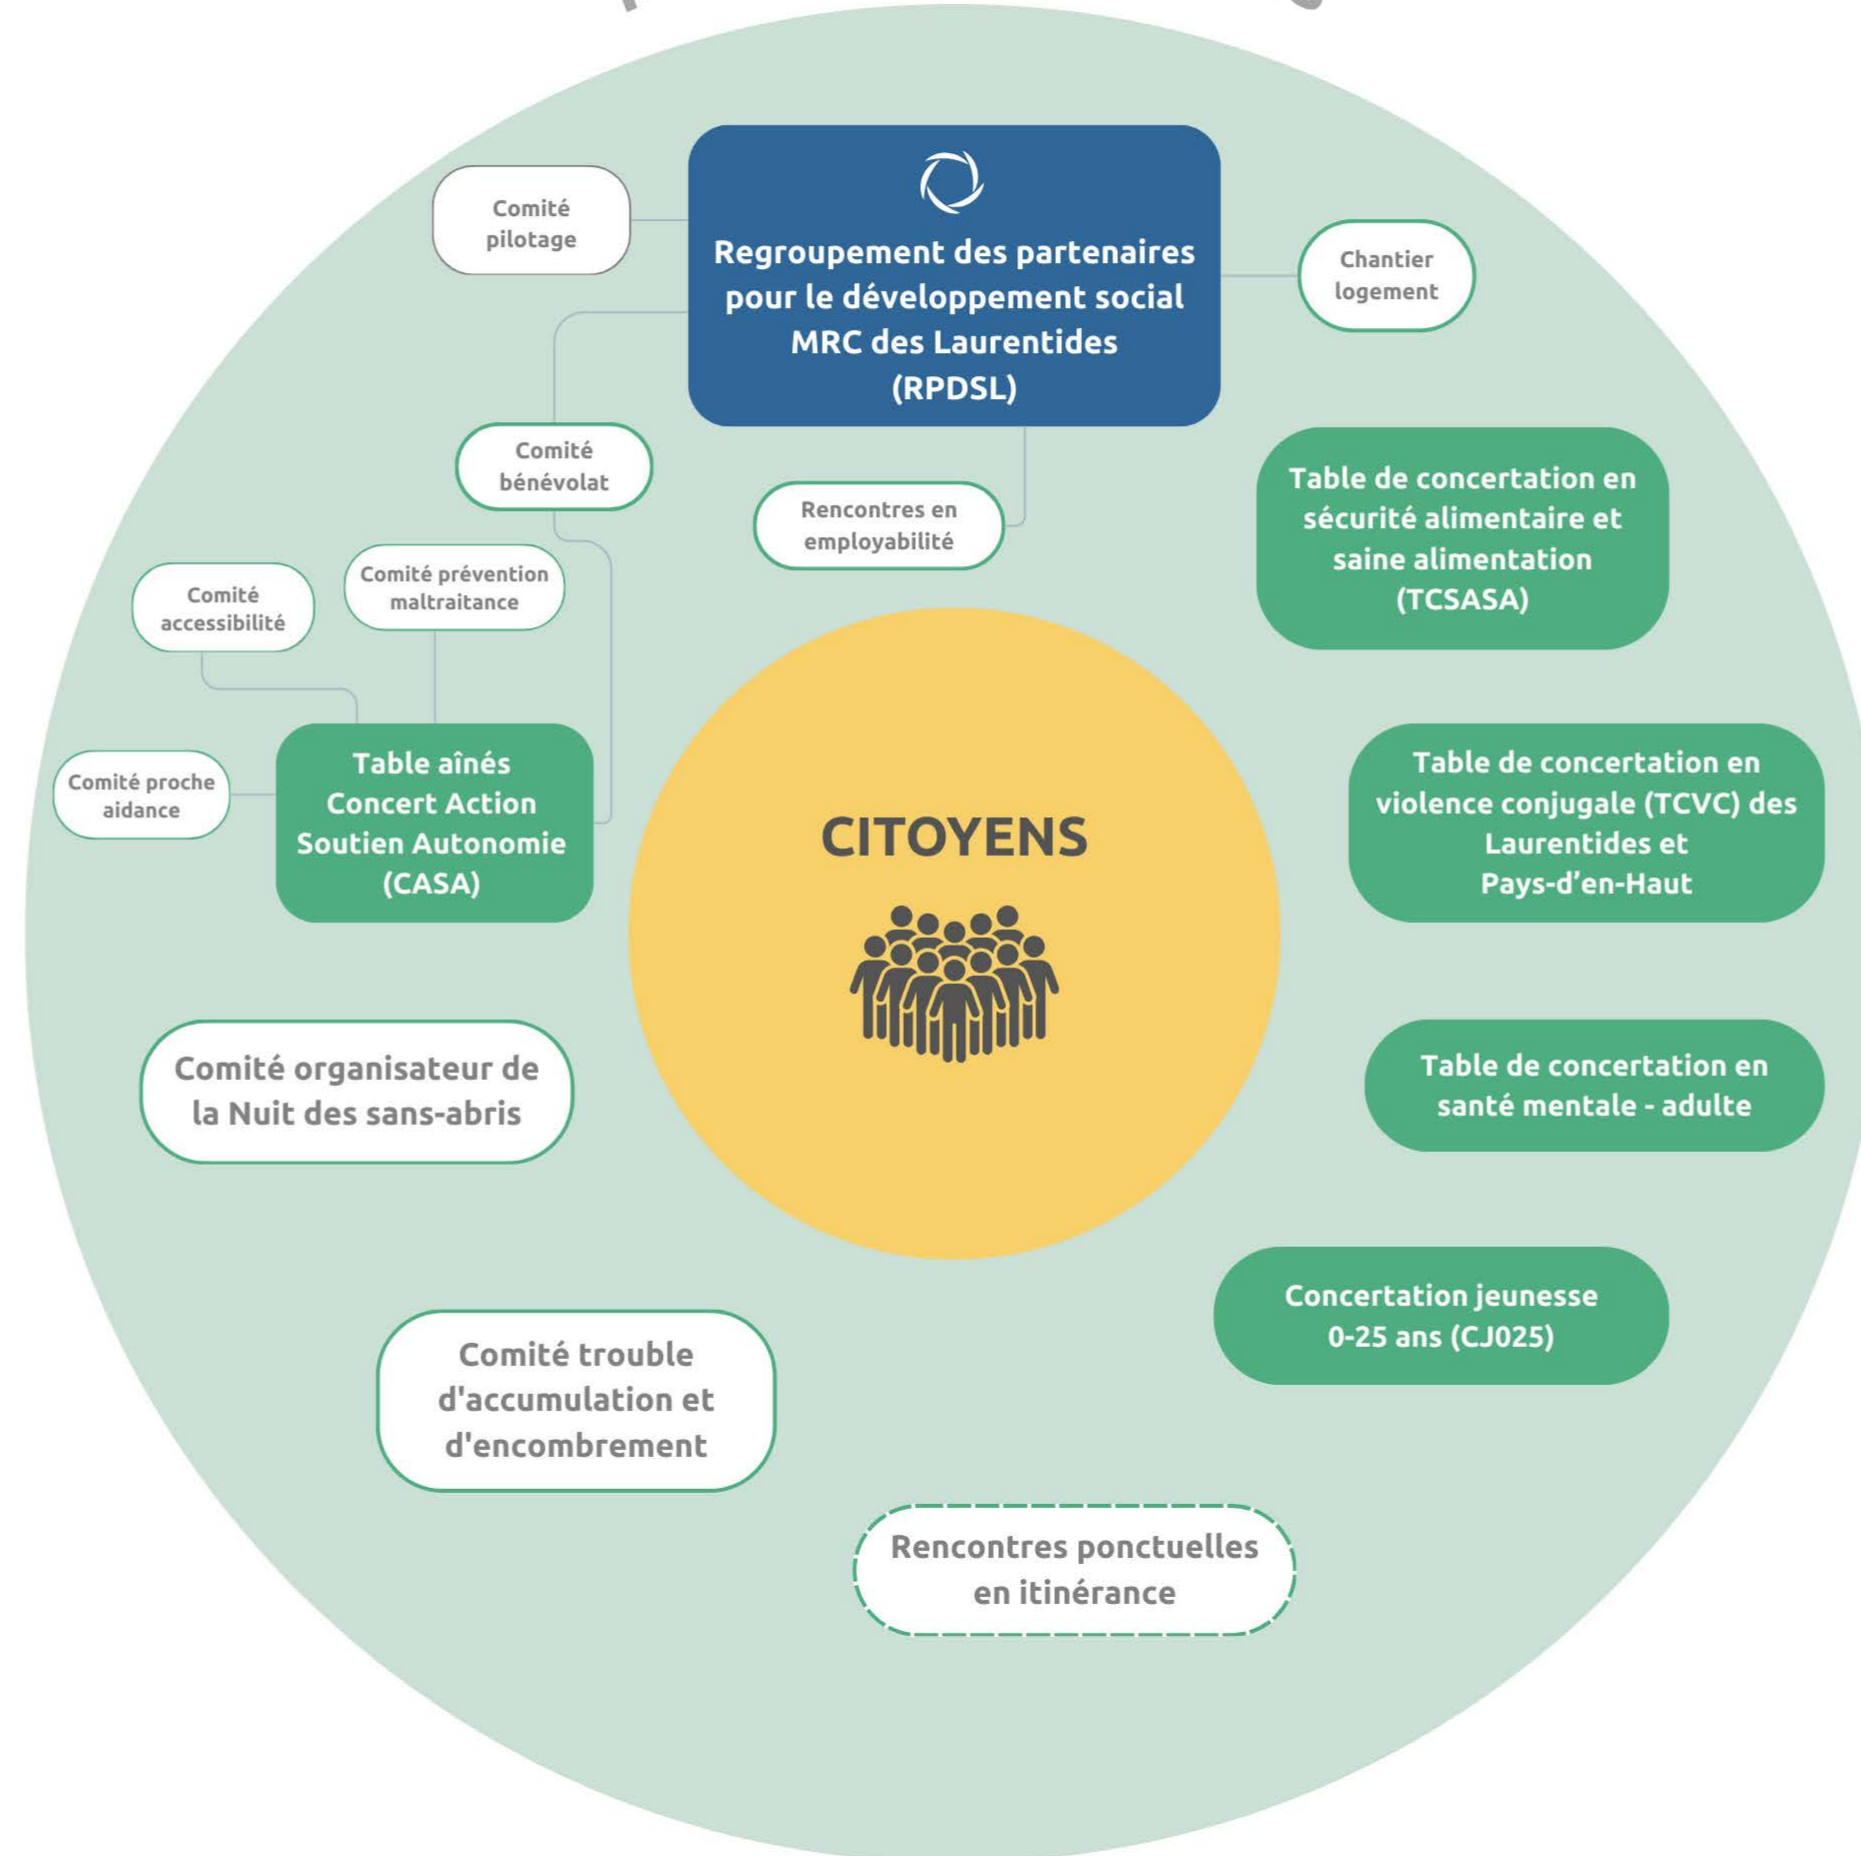 Comité
pilotage
Regroupement des partenaires
pour le développement social
MRC des Laurentides
(RPDSL)
Chantier
logement
Comité
bénévolat
Rencontres en
employabilité
Table de concertation en
sécurité alimentaire et
saine alimentation
(TCSASA)
Comité
accessibilité
Comité prévention
maltraitance
Comité proche
aidance
Table aînés
Concert Action
Soutien Autonomie
(CASA)
CITOYENS
Table de concertation en
violence conjugale (TCVC) des
Laurentides et
Pays-d’en-Haut
Comité organisateur de
la Nuit des sans-abris
Table de concertation en
santé mentale - adulte
Concertation jeunesse
0-25 ans (CJ025)
Comité trouble
d'accumulation et
d'encombrement
Rencontres ponctuelles
en itinérance